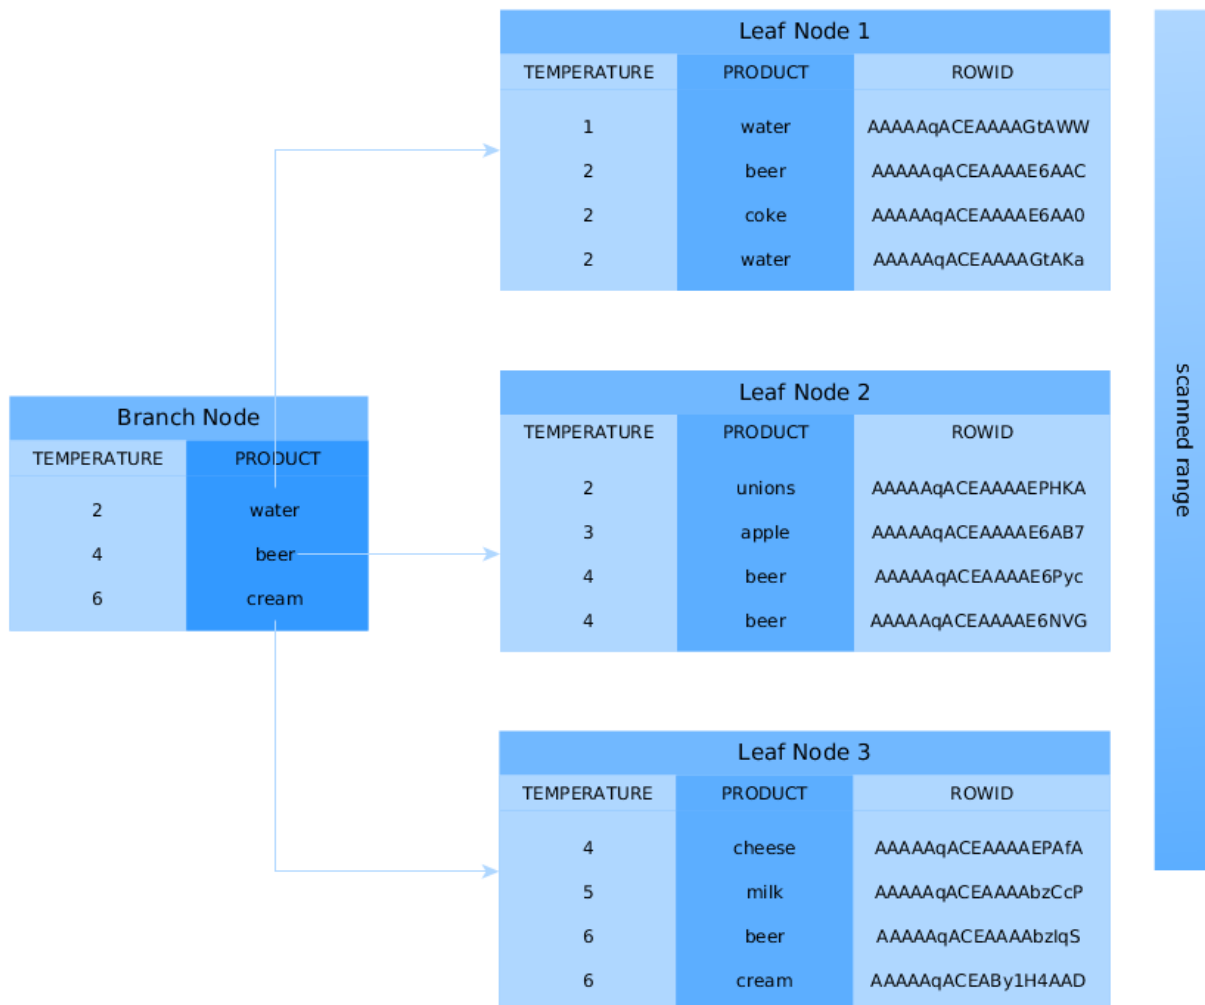 Leaf Node 1
TEMPERATURE PRODUCT ROWID
1 water AAAAAqACEAAAAGtAWW
2 beer AAAAAqACEAAAAE6AAC
2 coke AAAAAqACEAAAAE6AA0
2 water AAAAAqACEAAAAGtAKa
Branch Node
TEMPERATURE PRODUCT
2 water
4 beer
6 cream
Leaf Node 2
TEMPERATURE PRODUCT ROWID
2 unions AAAAAqACEAAAAEPHKA
3 apple AAAAAqACEAAAAE6AB7
4 beer AAAAAqACEAAAAE6Pyc
4 beer AAAAAqACEAAAAE6NVG
Leaf Node 3
TEMPERATURE PRODUCT ROWID
4 cheese AAAAAqACEAAAAEPAfA
5 milk AAAAAqACEAAAAbzCcP
6 beer AAAAAqACEAAAAbzIqS
6 cream AAAAAqACEABy1H4AAD
scanned range